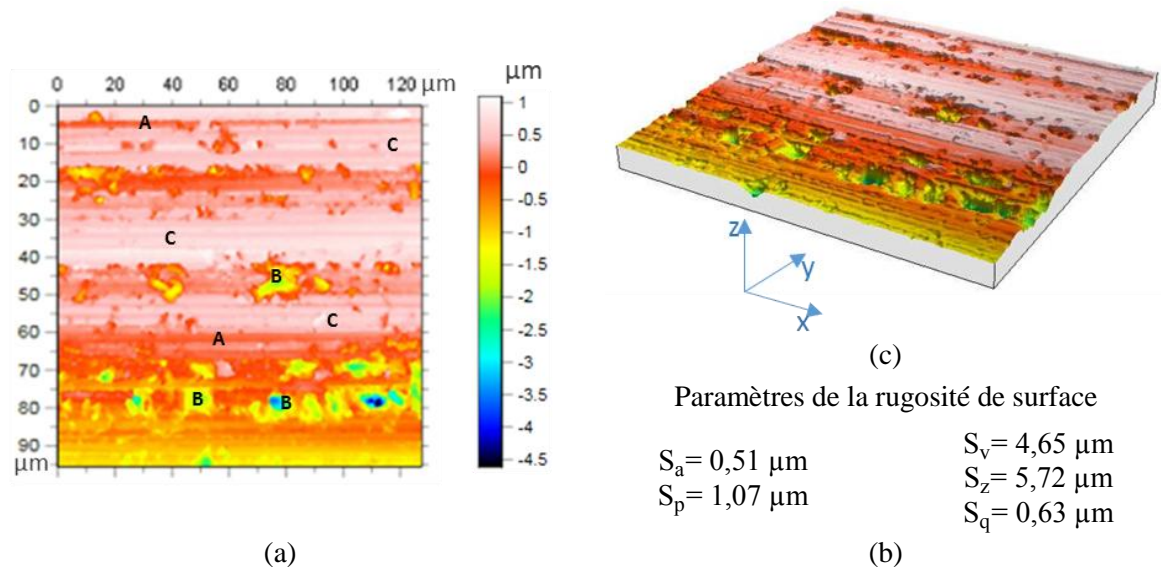 0 20 40 60 80 100 120 µm
µm
0
10
20
30
40
50
60
70
80
90
µm
A
C
C
B
C
A
B
B
1
0.5
0
-0.5
-1
-1.5
-2
-2.5
-3
-3.5
-4
-4.5
(a)
z
y
x
(c)
Paramètres de la rugosité de surface
Sa= 0,51 µm
Sp= 1,07 µm
Sv= 4,65 µm
Sz= 5,72 µm
Sq= 0,63 µm
(b)